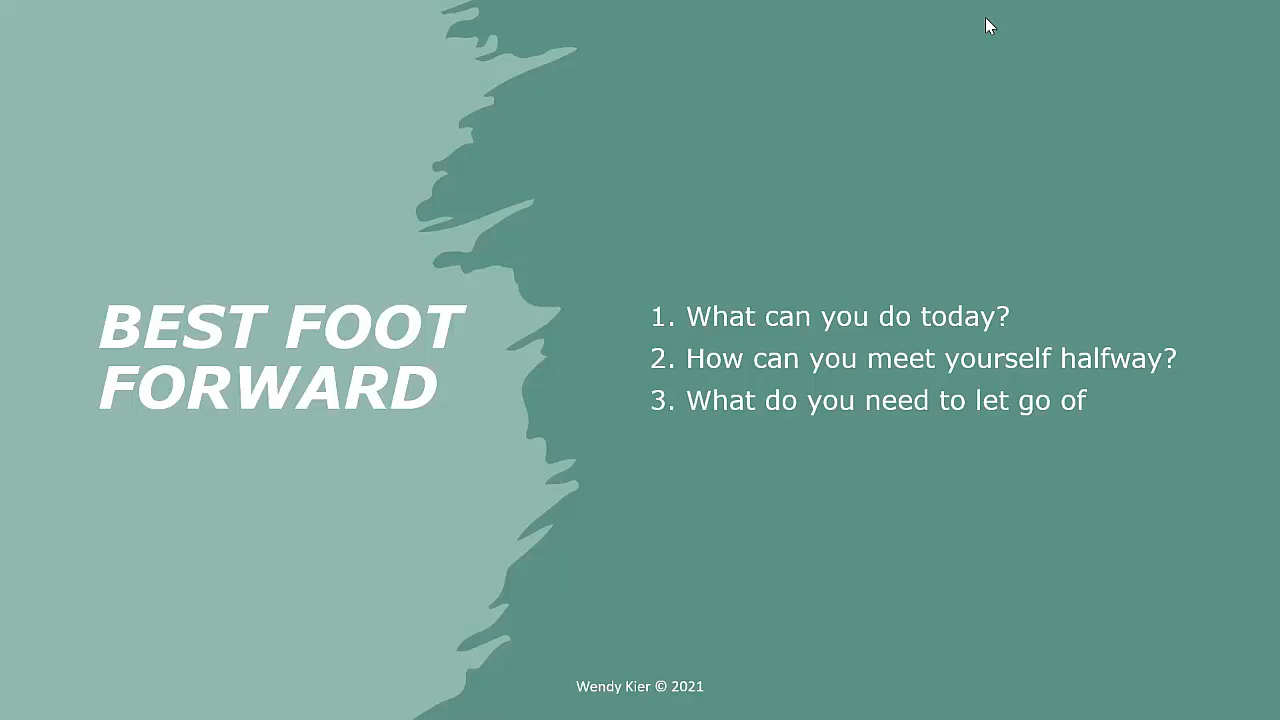 BEST FOOT
FORWARD
1. What can you do today?
2. How can you meet yourself halfway?
3. What do you need to let go of
Wendy Kier © 2021